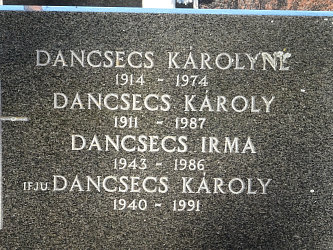 DANCSECS KÁROLYNÉ
1914 - 1974
DANCSECS KÁROLY
1911 - 1987
DANCSECS IRMA
1943 - 1986
IFJU. DANCSECS KÁROLY
1940 - 1991